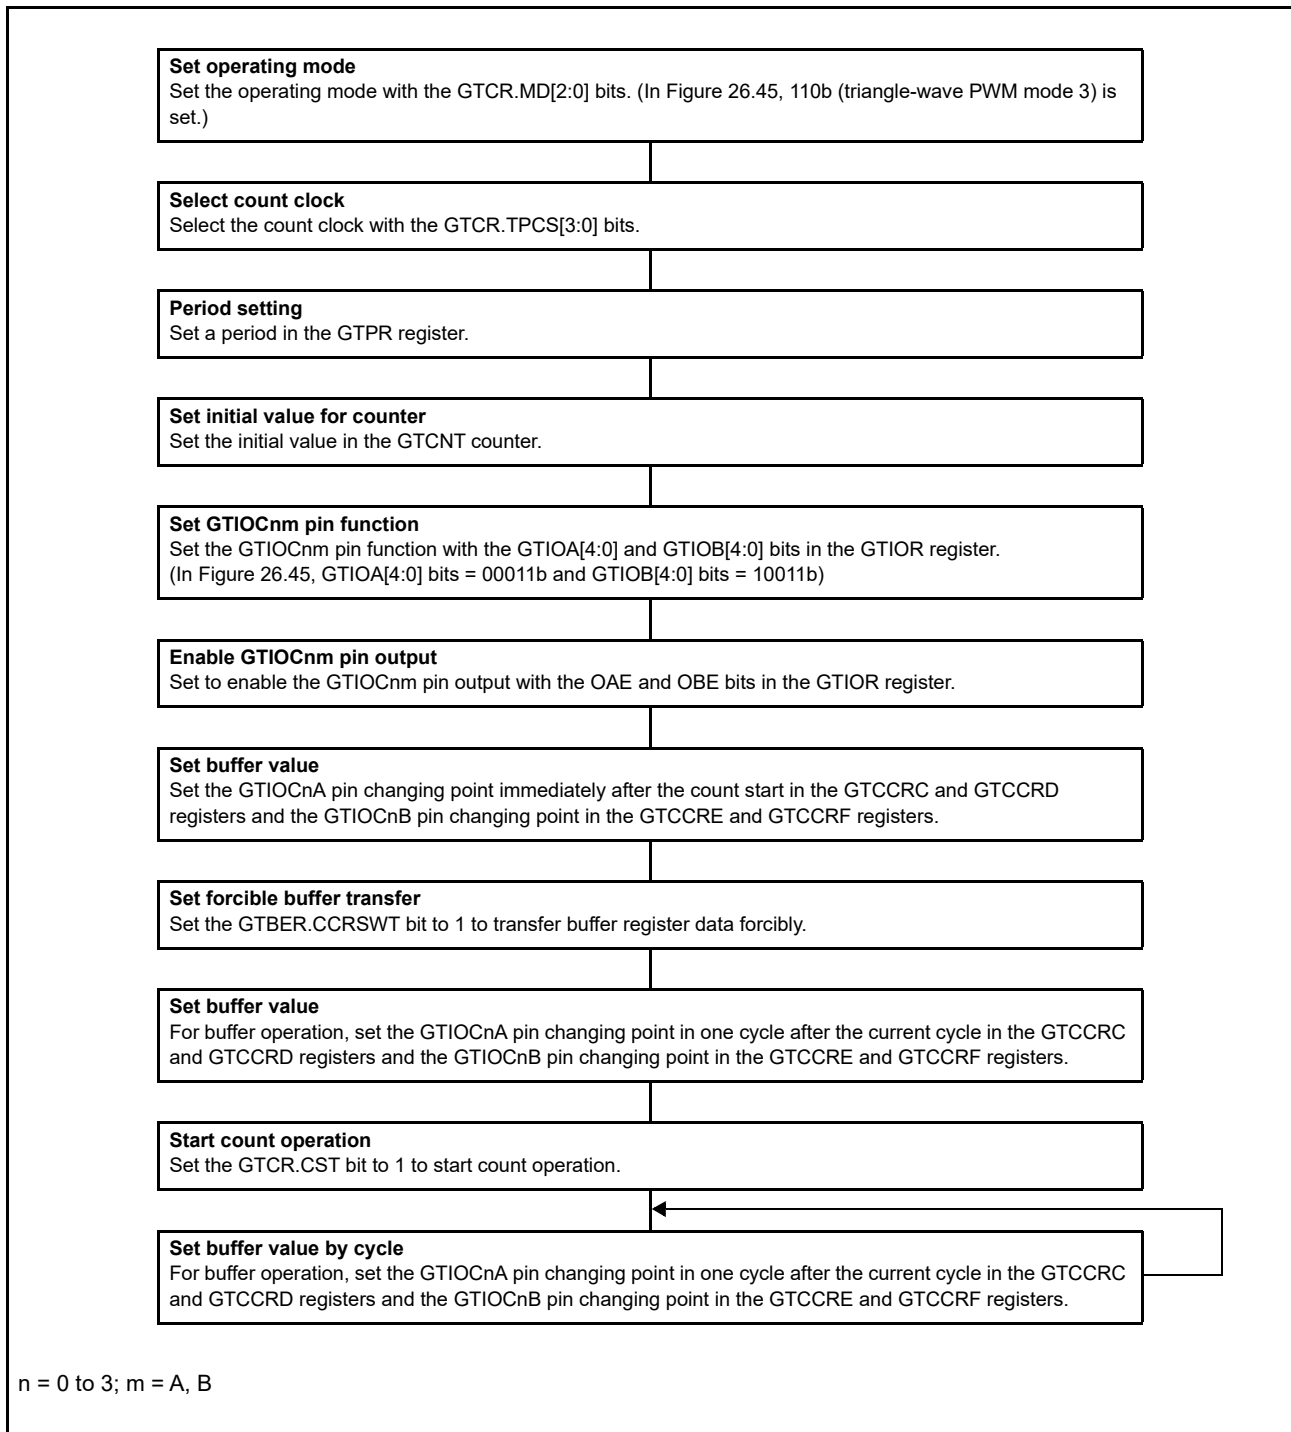 Set operating mode
Set the operating mode with the GTCR.MD[2:0] bits. (In Figure 26.45, 110b (triangle-wave PWM mode 3) is
set.)
Select count clock
Select the count clock with the GTCR.TPCS[3:0] bits.
Period setting
Set a period in the GTPR register.
Set initial value for counter
Set the initial value in the GTCNT counter.
Set GTIOCnm pin function
Set the GTIOCnm pin function with the GTIOA[4:0] and GTIOB[4:0] bits in the GTIOR register.
(In Figure 26.45, GTIOA[4:0] bits = 00011b and GTIOB[4:0] bits = 10011b)
Enable GTIOCnm pin output
Set to enable the GTIOCnm pin output with the OAE and OBE bits in the GTIOR register.
Set buffer value
Set the GTIOCnA pin changing point immediately after the count start in the GTCCRC and GTCCRD
registers and the GTIOCnB pin changing point in the GTCCRE and GTCCRF registers.
Set forcible buffer transfer
Set the GTBER.CCRSWT bit to 1 to transfer buffer register data forcibly.
Set buffer value
For buffer operation, set the GTIOCnA pin changing point in one cycle after the current cycle in the GTCCRC
and GTCCRD registers and the GTIOCnB pin changing point in the GTCCRE and GTCCRF registers.
Start count operation
Set the GTCR.CST bit to 1 to start count operation.
Set buffer value by cycle
For buffer operation, set the GTIOCnA pin changing point in one cycle after the current cycle in the GTCCRC
and GTCCRD registers and the GTIOCnB pin changing point in the GTCCRE and GTCCRF registers.
n = 0 to 3; m = A, B